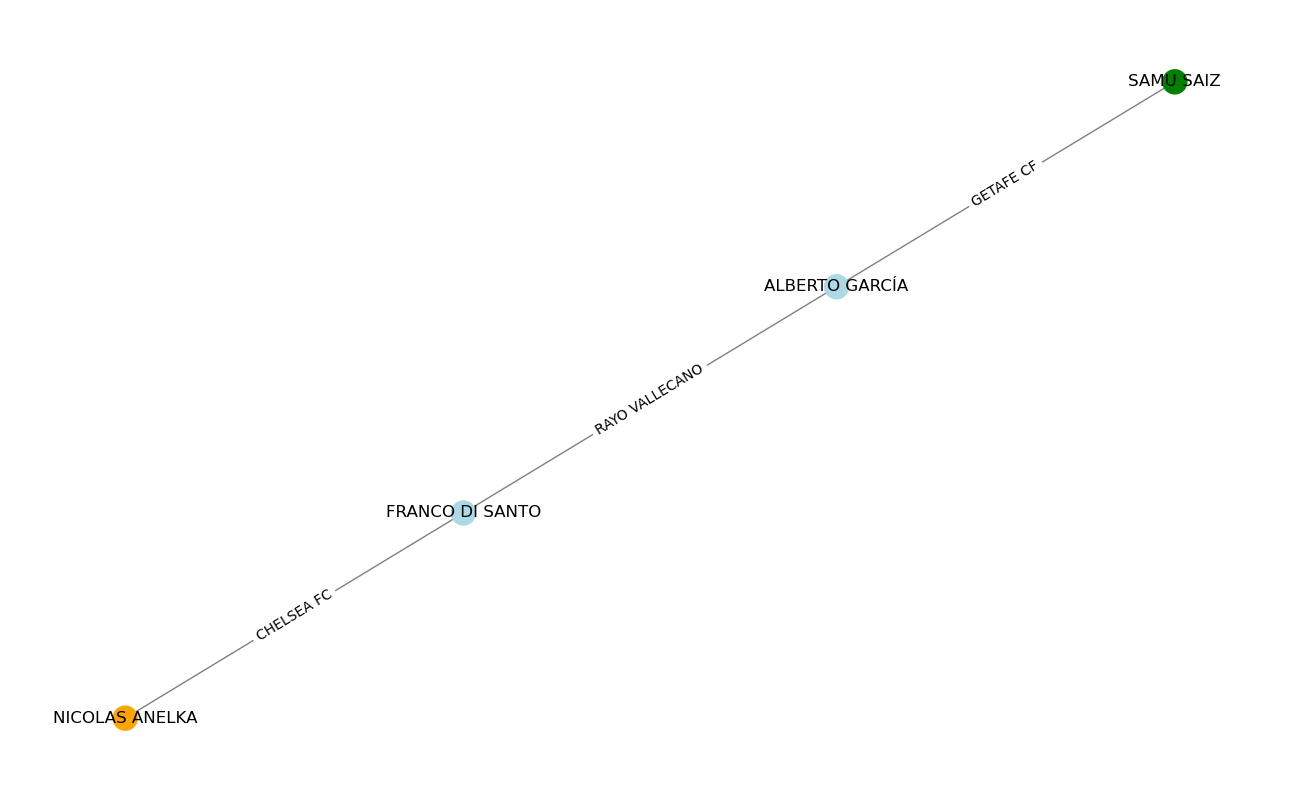 SAMU SAIZ
GETAFE CF
ALBERTO GARCÍA
RAYO VALLECANO
FRANCO DI SANTO
CHELSEA FC
NICOLAS ANELKA